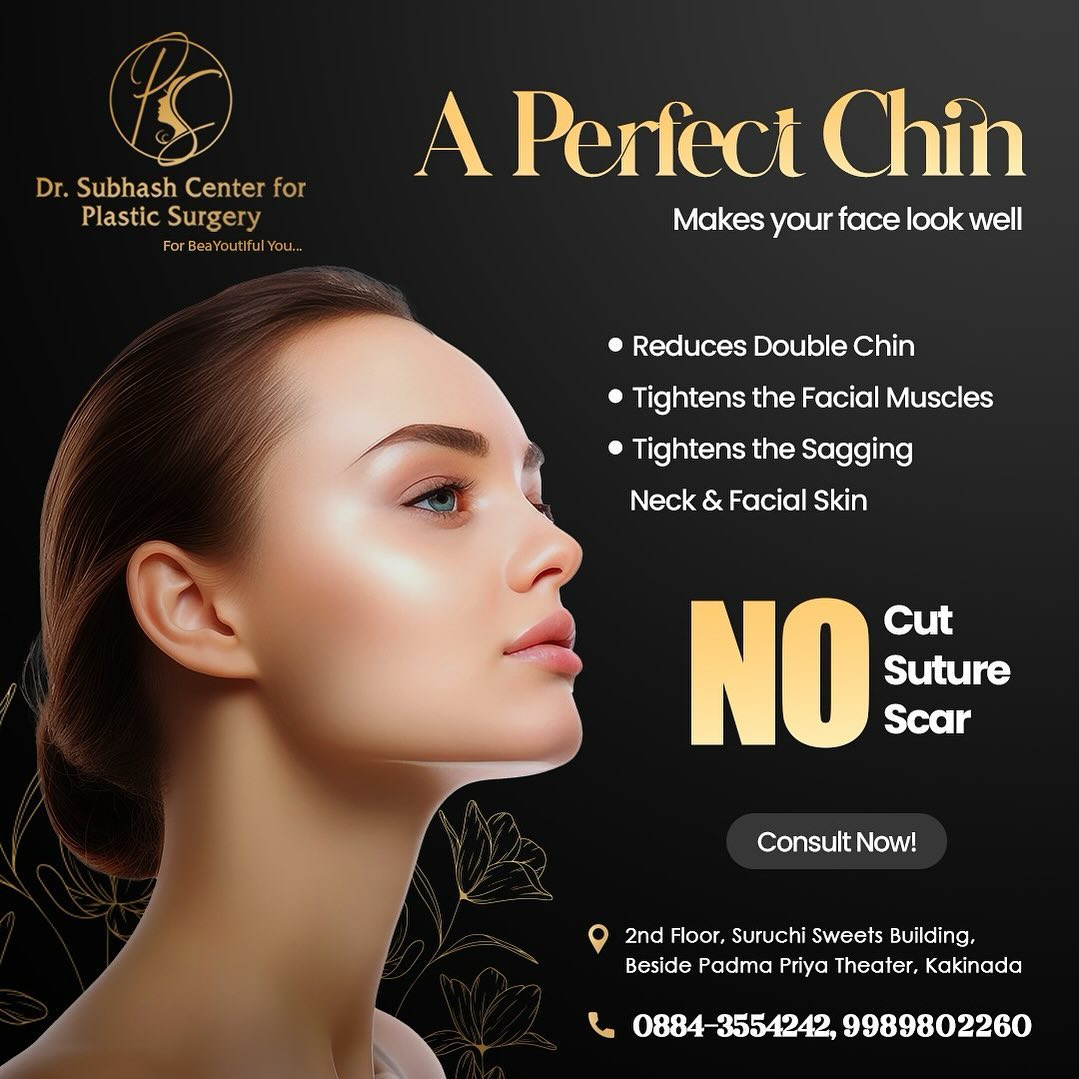 PS
Dr. Subhash Center for
Plastic Surgery
For BeaYoutiful You...
A Perfect Chin
Makes your face look well
• Reduces Double Chin
• Tightens the Facial Muscles
• Tightens the Sagging
Neck & Facial Skin
NO
Cut
Suture
Scar
Consult Now!
2nd Floor, Suruchi Sweets Building,
Beside Padma Priya Theater, Kakinada
0884-3554242, 9989802260